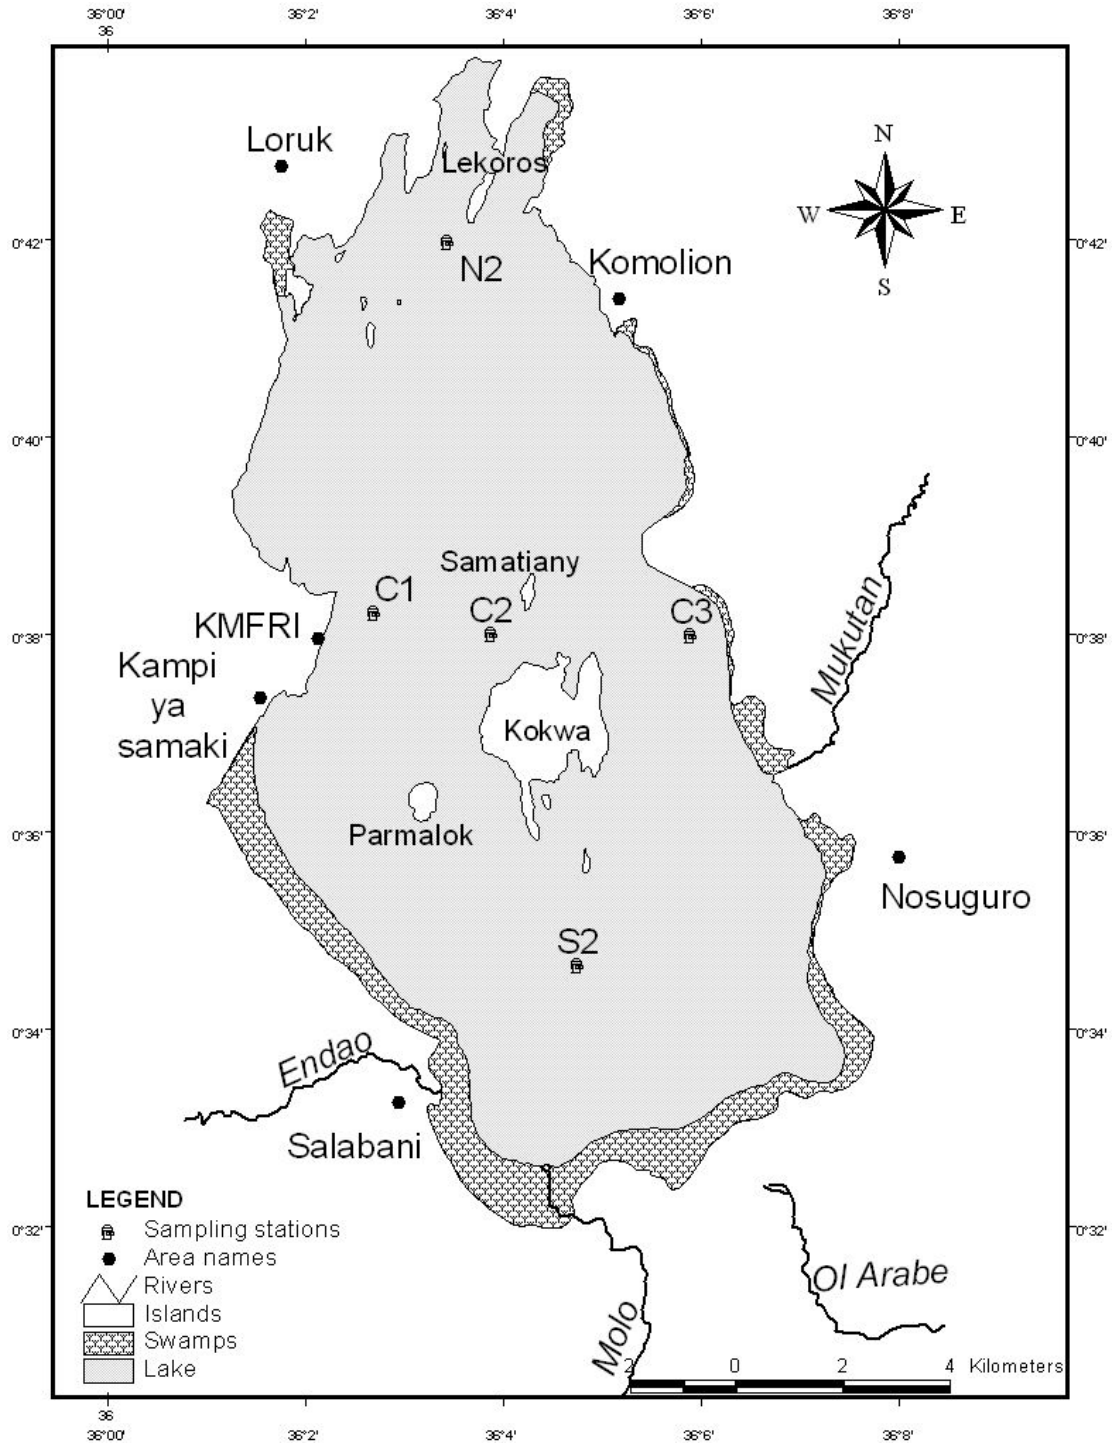 36°00' 36°2' 36°4' 36°6' 36°8'
36
Loruk
Lekoros
N
W E
S
0°42' 0°42'
N2
Komolion
0°40' 0°40'
Samatiany
C1
C2
C3
KMFRI
0°38' 0°38'
Mukutan
Kampi
ya
samaki
Kokwa
Parmalok
0°36' 0°36'
Nosuguro
S2
0°34' 0°34'
Endao
Salabani
LEGEND
Sampling stations
Area names
Rivers
Islands
Swamps
Lake
0°32' 0°32'
Ol Arabe
Molo
2 0 2 4 Kilometers
36
36°00' 36°2' 36°4' 36°6' 36°8'